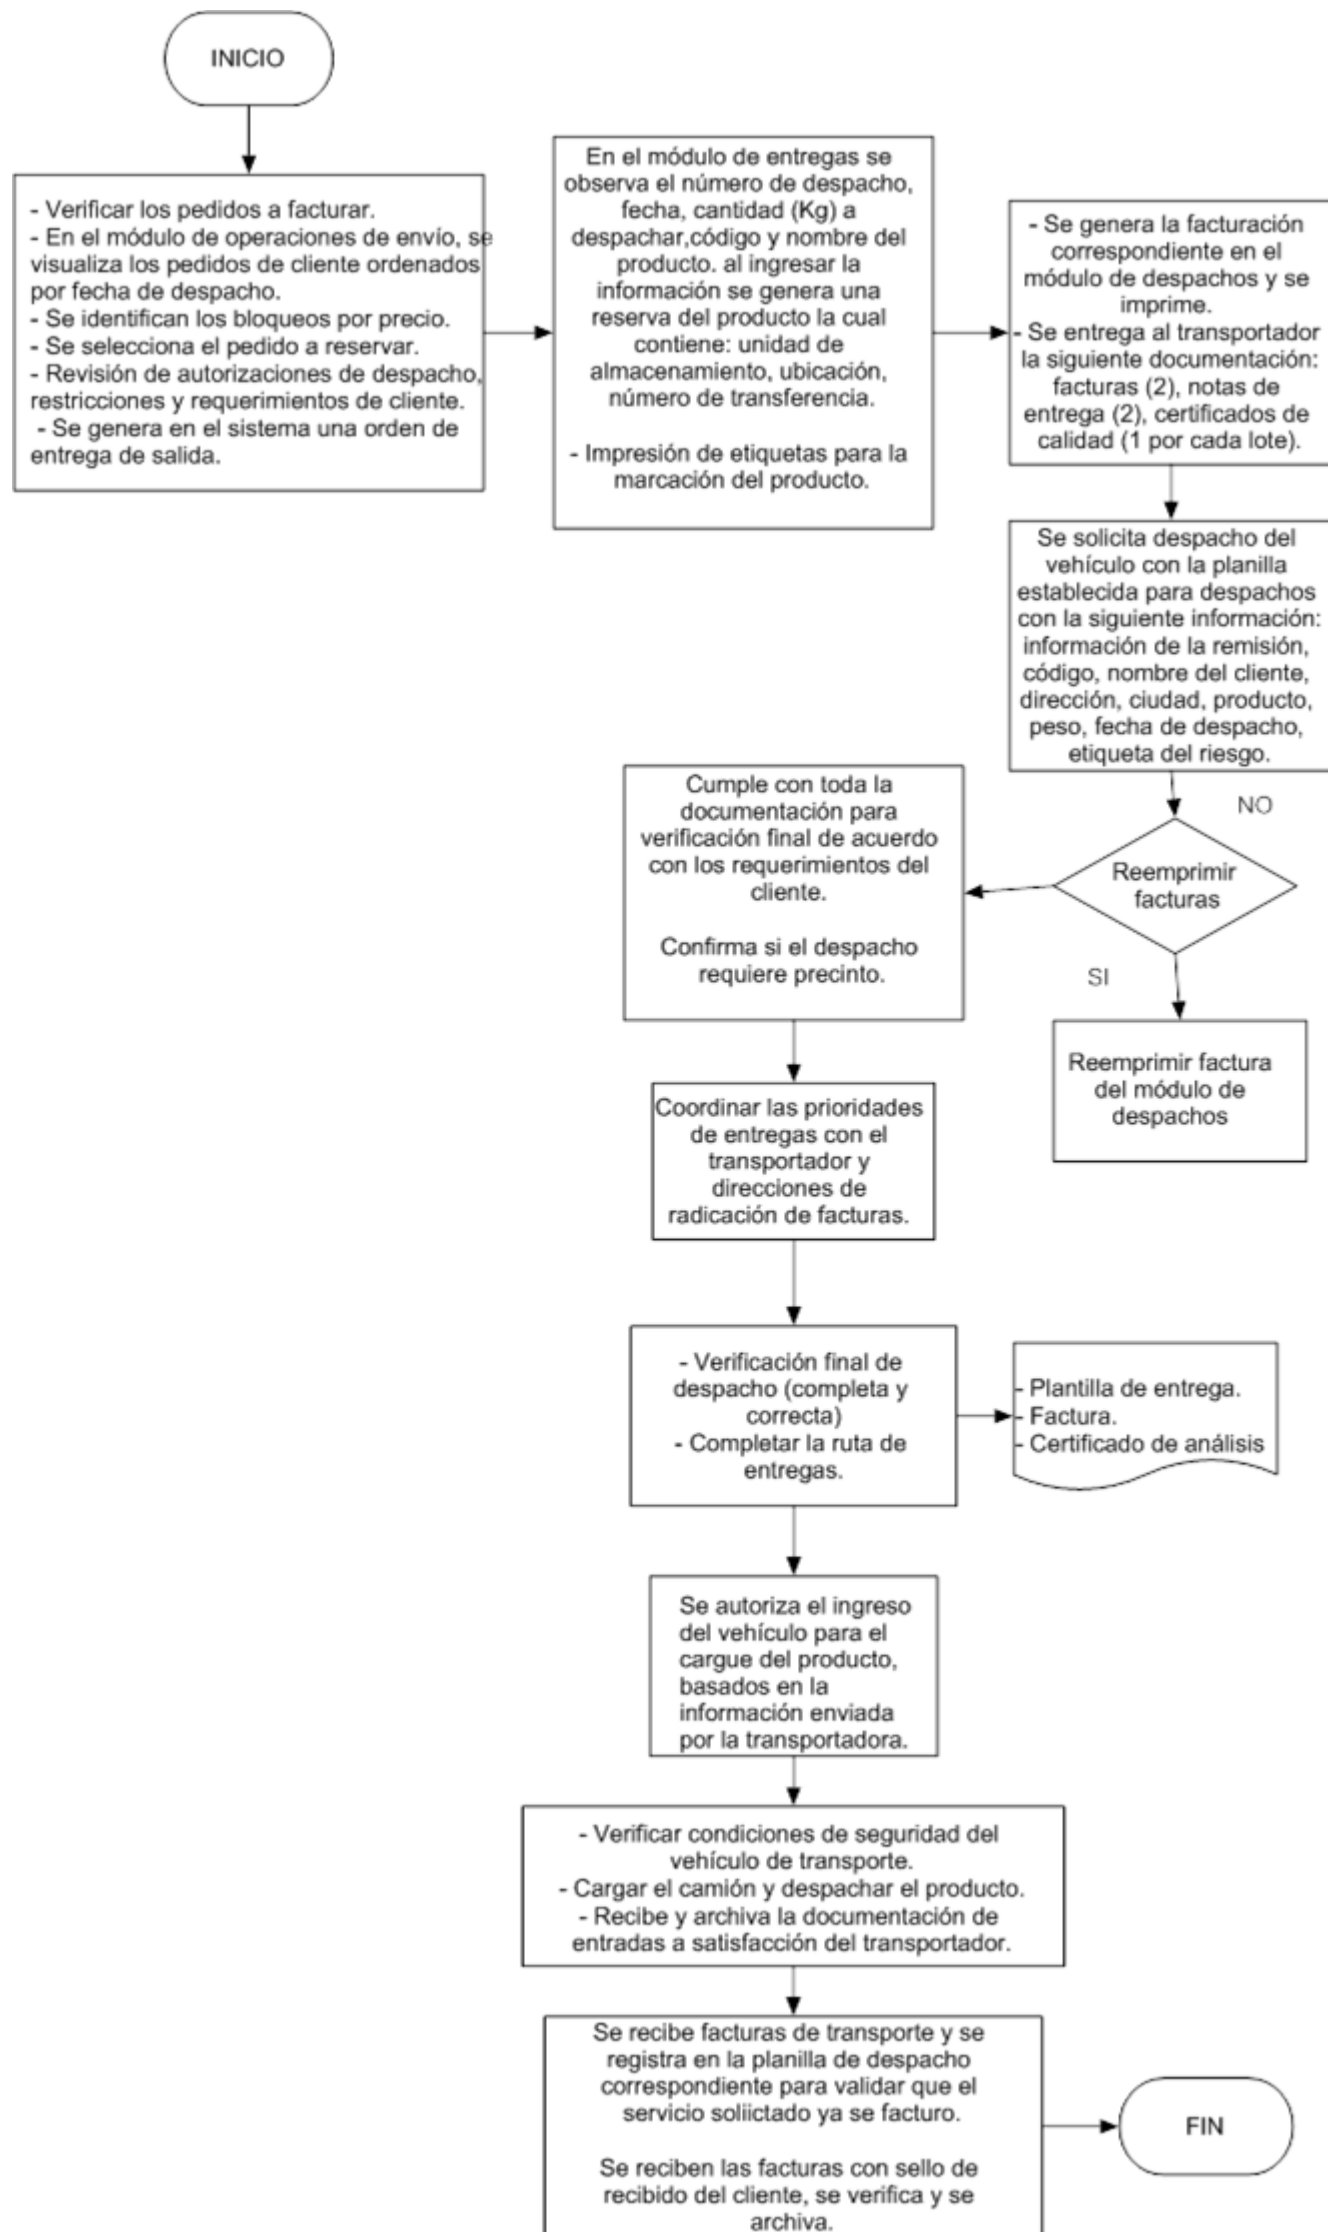 INICIO
- Verificar los pedidos a facturar.
- En el módulo de operaciones de envío, se
visualiza los pedidos de cliente ordenados
por fecha de despacho.
- Se identifican los bloqueos por precio.
- Se selecciona el pedido a reservar.
- Revisión de autorizaciones de despacho,
restricciones y requerimientos de cliente.
- Se genera en el sistema una orden de
entrega de salida.
En el módulo de entregas se
observa el número de despacho,
fecha, cantidad (Kg) a
despachar,código y nombre del
producto. al ingresar la
información se genera una
reserva del producto la cual
contiene: unidad de
almacenamiento, ubicación,
número de transferencia.
- Impresión de etiquetas para la
marcación del producto.
- Se genera la facturación
correspondiente en el
módulo de despachos y se
imprime.
- Se entrega al transportador
la siguiente documentación:
facturas (2), notas de
entrega (2), certificados de
calidad (1 por cada lote).
Se solicita despacho del
vehículo con la planilla
establecida para despachos
con la siguiente información:
información de la remisión,
código, nombre del cliente,
dirección, ciudad, producto,
peso, fecha de despacho,
etiqueta del riesgo.
NO
Reemprimir
facturas
SI
Reemprimir factura
del módulo de
despachos
Cumple con toda la
documentación para
verificación final de acuerdo
con los requerimientos del
cliente.
Confirma si el despacho
requiere precinto.
Coordinar las prioridades
de entregas con el
transportador y
direcciones de
radicación de facturas.
- Verificación final de
despacho (completa y
correcta)
- Completar la ruta de
entregas.
- Plantilla de entrega.
- Factura.
- Certificado de análisis
Se autoriza el ingreso
del vehículo para el
cargue del producto,
basados en la
información enviada
por la transportadora.
- Verificar condiciones de seguridad del
vehículo de transporte.
- Cargar el camión y despachar el producto.
- Recibe y archiva la documentación de
entradas a satisfacción del transportador.
Se recibe facturas de transporte y se
registra en la planilla de despacho
correspondiente para validar que el
servicio soliictado ya se facturo.
Se reciben las facturas con sello de
recibido del cliente, se verifica y se
archiva.
FIN